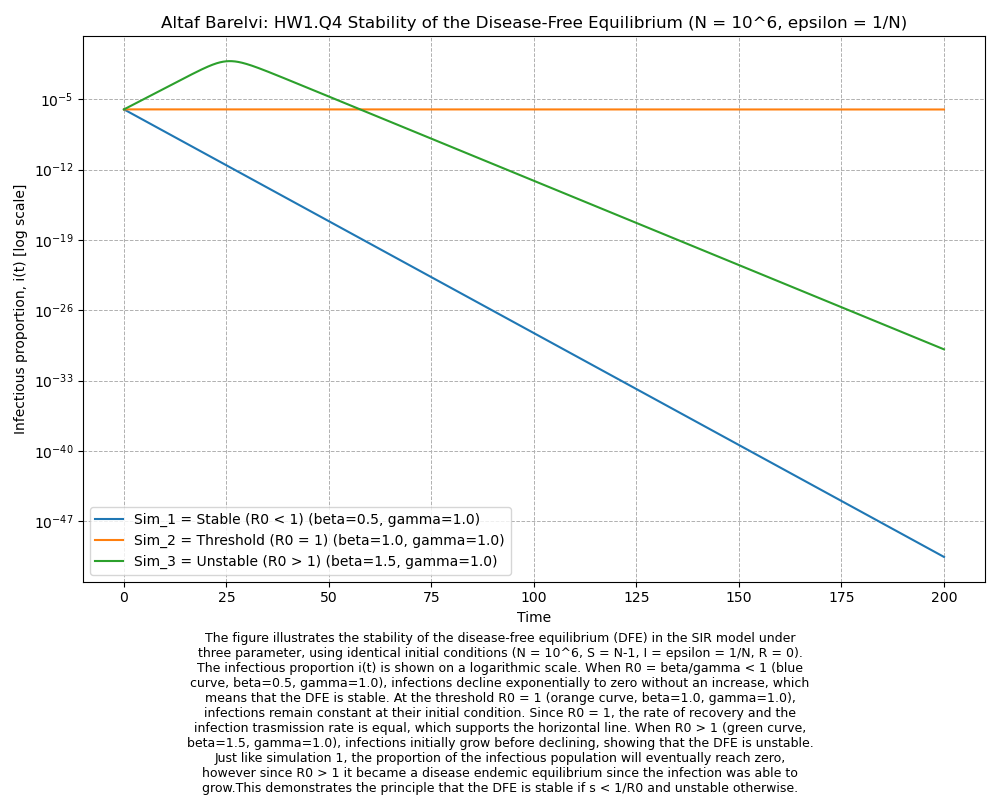 Altaf Barelvi: HW1.Q4 Stability of the Disease-Free Equilibrium (N = 10^6, epsilon = 1/N)
Infectious proportion, i(t) [log scale]
10^−5
10^−12
10^−19
10^−26
10^−33
10^−40
10^−47
Sim_1 = Stable (R0 < 1) (beta=0.5, gamma=1.0)
Sim_2 = Threshold (R0 = 1) (beta=1.0, gamma=1.0)
Sim_3 = Unstable (R0 > 1) (beta=1.5, gamma=1.0)
0 25 50 75 100 125 150 175 200
Time
The figure illustrates the stability of the disease-free equilibrium (DFE) in the SIR model under
three parameter, using identical initial conditions (N = 10^6, S = N-1, I = epsilon = 1/N, R = 0).
The infectious proportion i(t) is shown on a logarithmic scale. When R0 = beta/gamma < 1 (blue
curve, beta=0.5, gamma=1.0), infections decline exponentially to zero without an increase, which
means that the DFE is stable. At the threshold R0 = 1 (orange curve, beta=1.0, gamma=1.0),
infections remain constant at their initial condition. Since R0 = 1, the rate of recovery and the
infection trasmission rate is equal, which supports the horizontal line. When R0 > 1 (green curve,
beta=1.5, gamma=1.0), infections initially grow before declining, showing that the DFE is unstable.
Just like simulation 1, the proportion of the infectious population will eventually reach zero,
however since R0 > 1 it became a disease endemic equilibrium since the infection was able to
grow.This demonstrates the principle that the DFE is stable if s < 1/R0 and unstable otherwise.